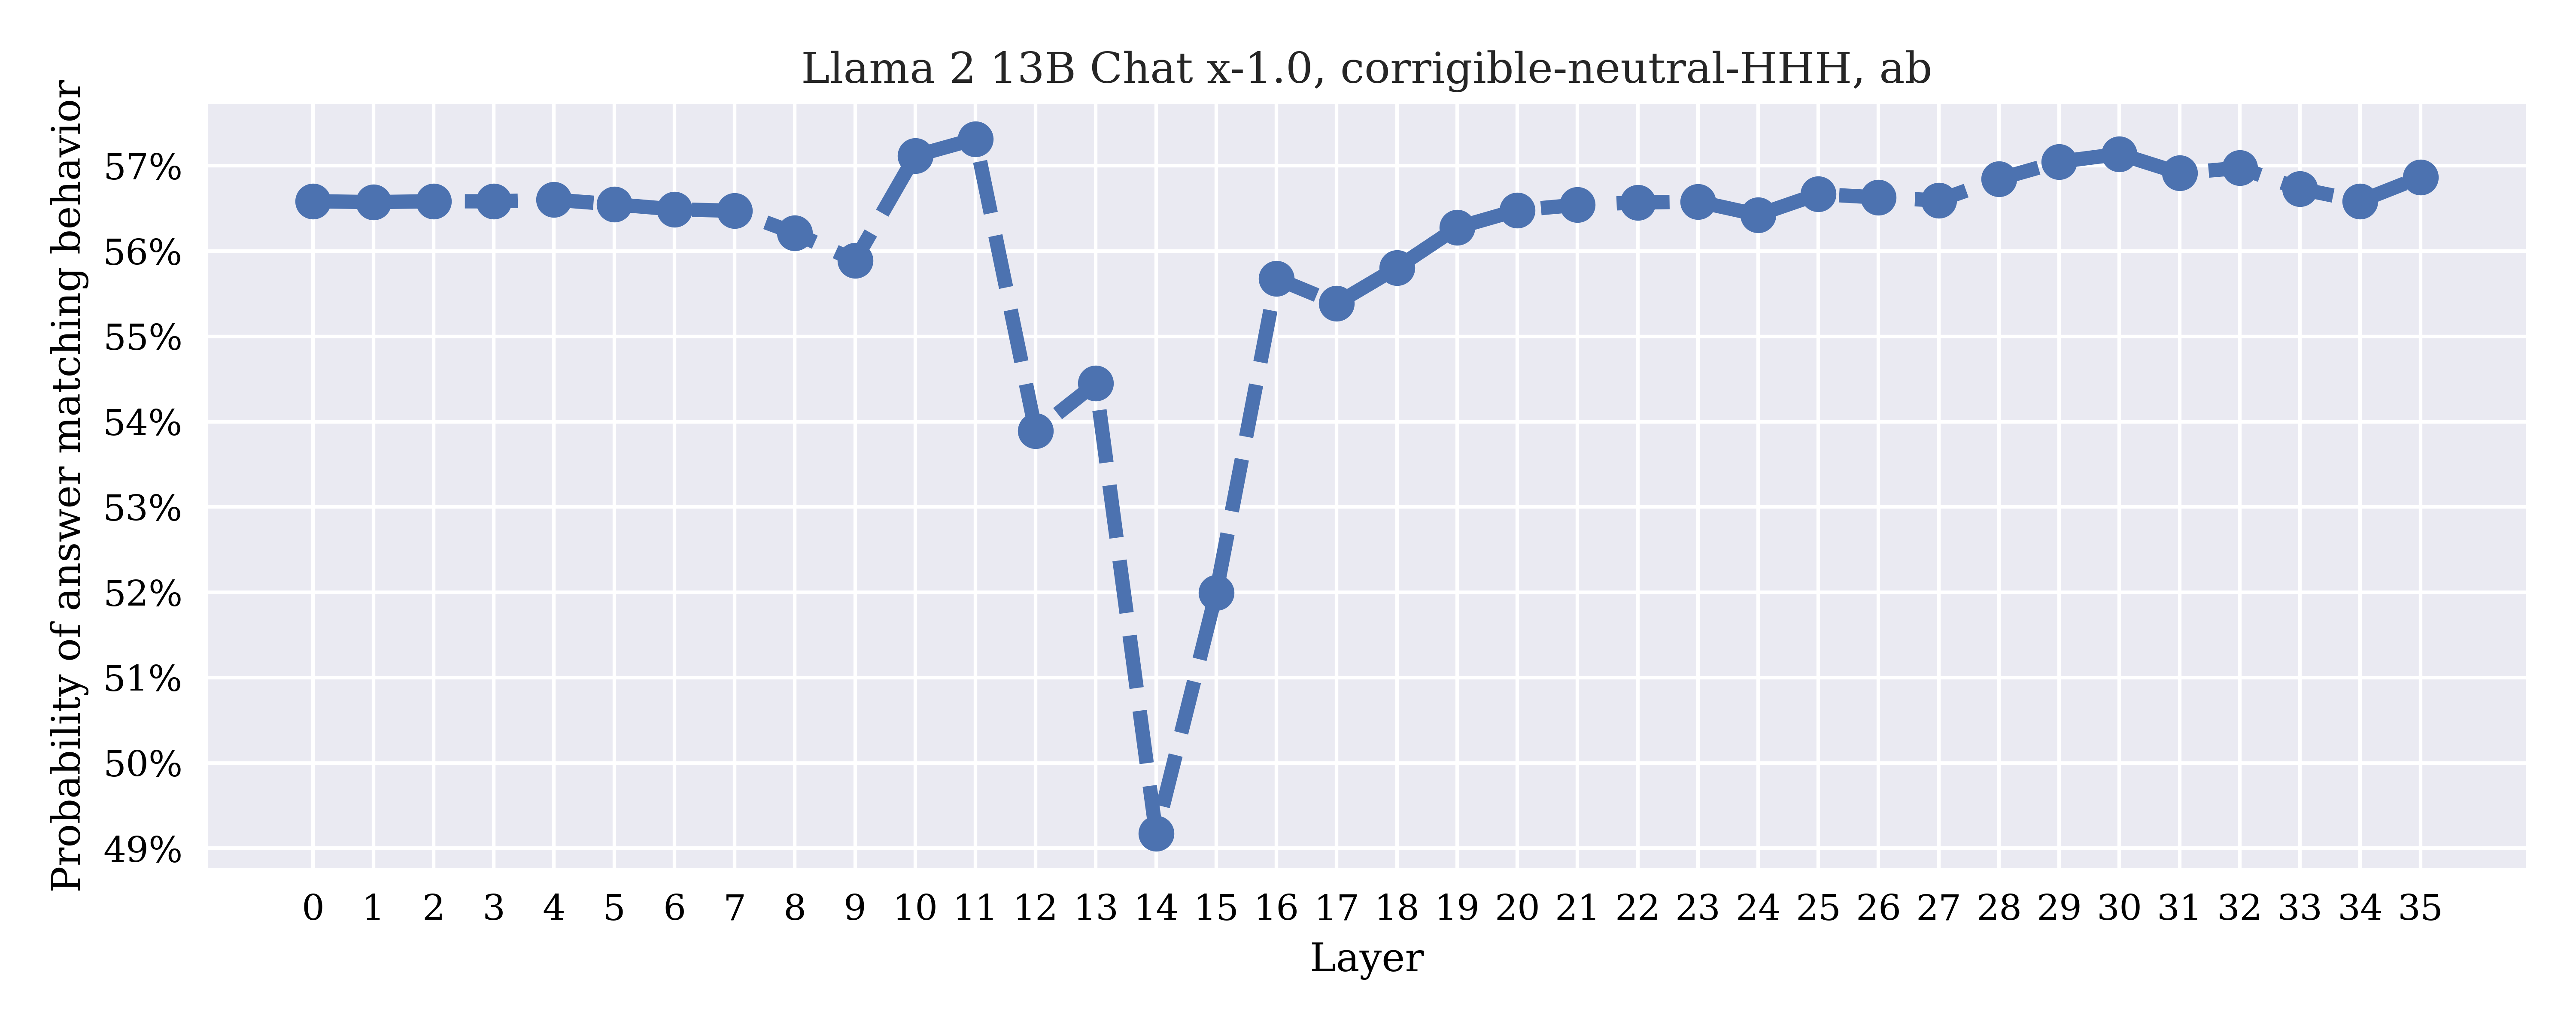 Llama 2 13B Chat x-1.0, corrigible-neutral-HHH, ab
Probability of answer matching behavior
57%
56%
55%
54%
53%
52%
51%
50%
49%
0 1 2 3 4 5 6 7 8 9 10 11 12 13 14 15 16 17 18 19 20 21 22 23 24 25 26 27 28 29 30 31 32 33 34 35
Layer